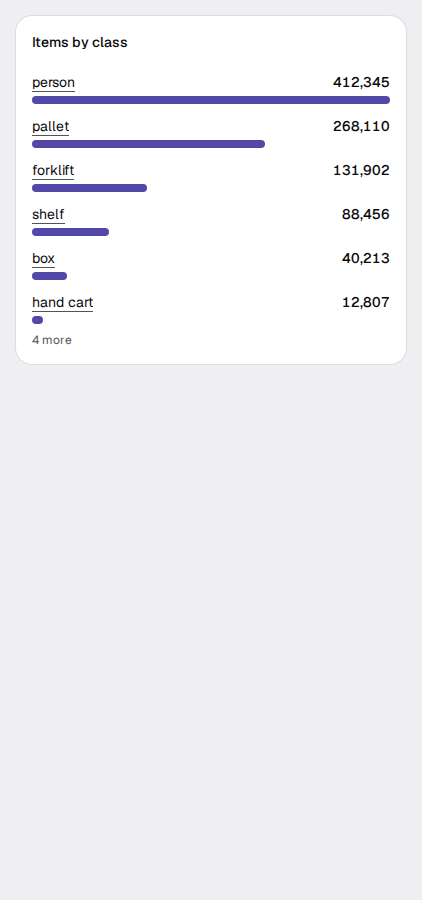 Items by class
person 412,345
pallet 268,110
forklift 131,902
shelf 88,456
box 40,213
hand cart 12,807
4 more